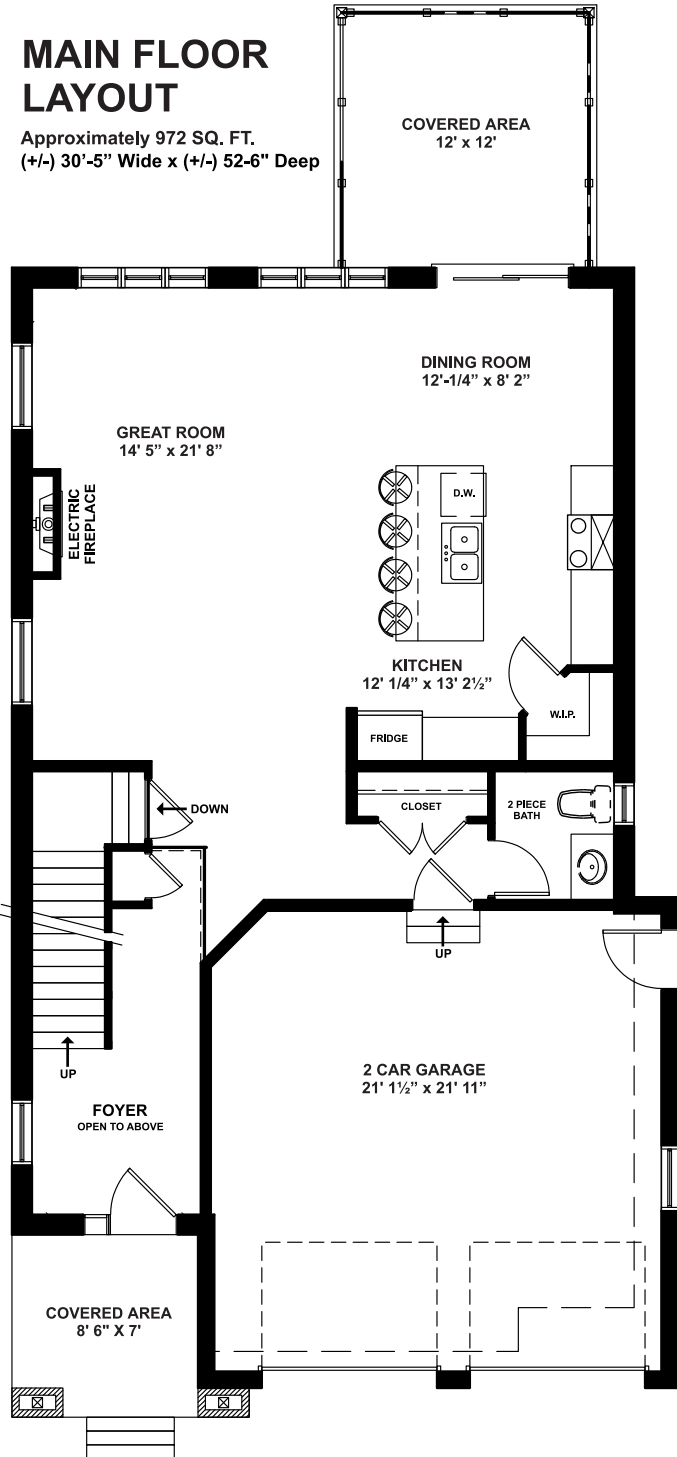 MAIN FLOOR
LAYOUT
Approximately 972 SQ. FT.
(+/-) 30'-5” Wide x (+/-) 52-6" Deep
COVERED AREA
12' x 12'
DINING ROOM
12'-1/4” x 8' 2”
GREAT ROOM
14' 5” x 21' 8”
ELECTRIC
FIREPLACE
D.W.
KITCHEN
12' 1/4” x 13' 2½”
W.I.P.
FRIDGE
DOWN
CLOSET
2 PIECE
BATH
UP
2 CAR GARAGE
21' 1½” x 21' 11”
UP
FOYER
OPEN TO ABOVE
COVERED AREA
8' 6" X 7'